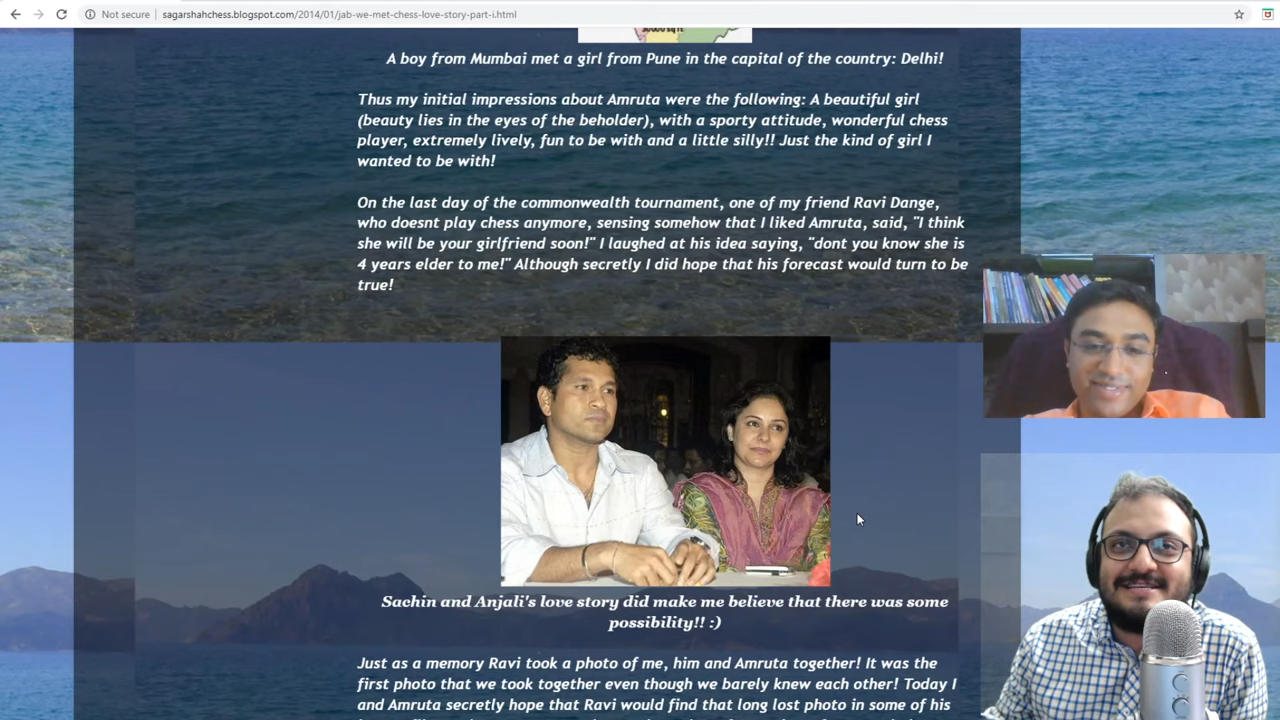 Not secure
sagarshahchess.blogspot.com/2014/01/jab-we-met-chess-love-story-part-i.html
A boy from Mumbai met a girl from Pune in the capital of the country: Delhi!
Thus my initial impressions about Amruta were the following: A beautiful girl
(beauty lies in the eyes of the beholder), with a sporty attitude, wonderful chess
player, extremely lively, fun to be with and a little silly!! Just the kind of girl I
wanted to be with!
On the last day of the commonwealth tournament, one of my friend Ravi Dange,
who doesnt play chess anymore, sensing somehow that I liked Amruta, said, "I think
she will be your girlfriend soon!" I laughed at his idea saying, "dont you know she is
4 years elder to me!" Although secretly I did hope that his forecast would turn to be
true!
Sachin and Anjali's love story did make me believe that there was some
possibility!! :)
Just as a memory Ravi took a photo of me, him and Amruta together! It was the
first photo that we took together even though we barely knew each other! Today I
and Amruta secretly hope that Ravi would find that long lost photo in some of his